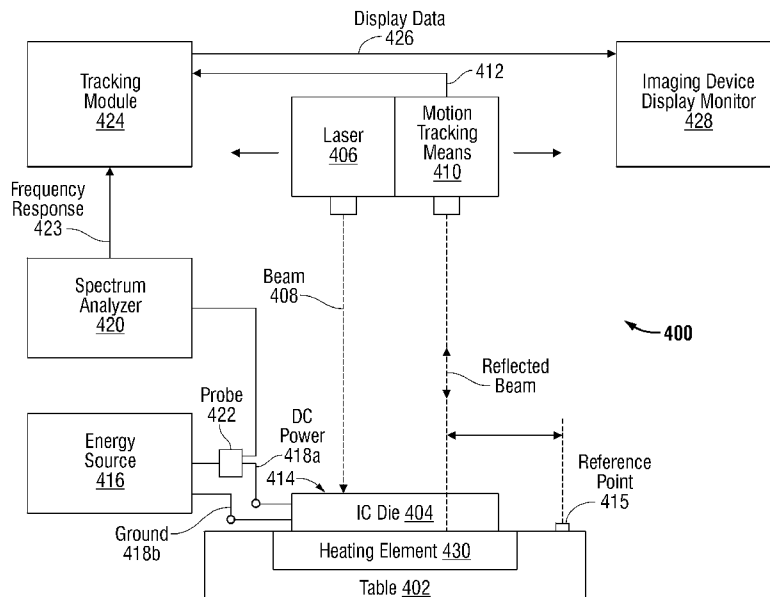 Display Data
426
Tracking
Module
424
412
Imaging Device
Display Monitor
428
Laser
406
Motion
Tracking
Means
410
Frequency
Response
423
Spectrum
Analyzer
420
Beam
408
400
Reflected
Beam
Probe
422
DC
Power
418a
Energy
Source
416
414
Reference
Point
415
IC Die 404
Ground
418b
Heating Element 430
Table 402